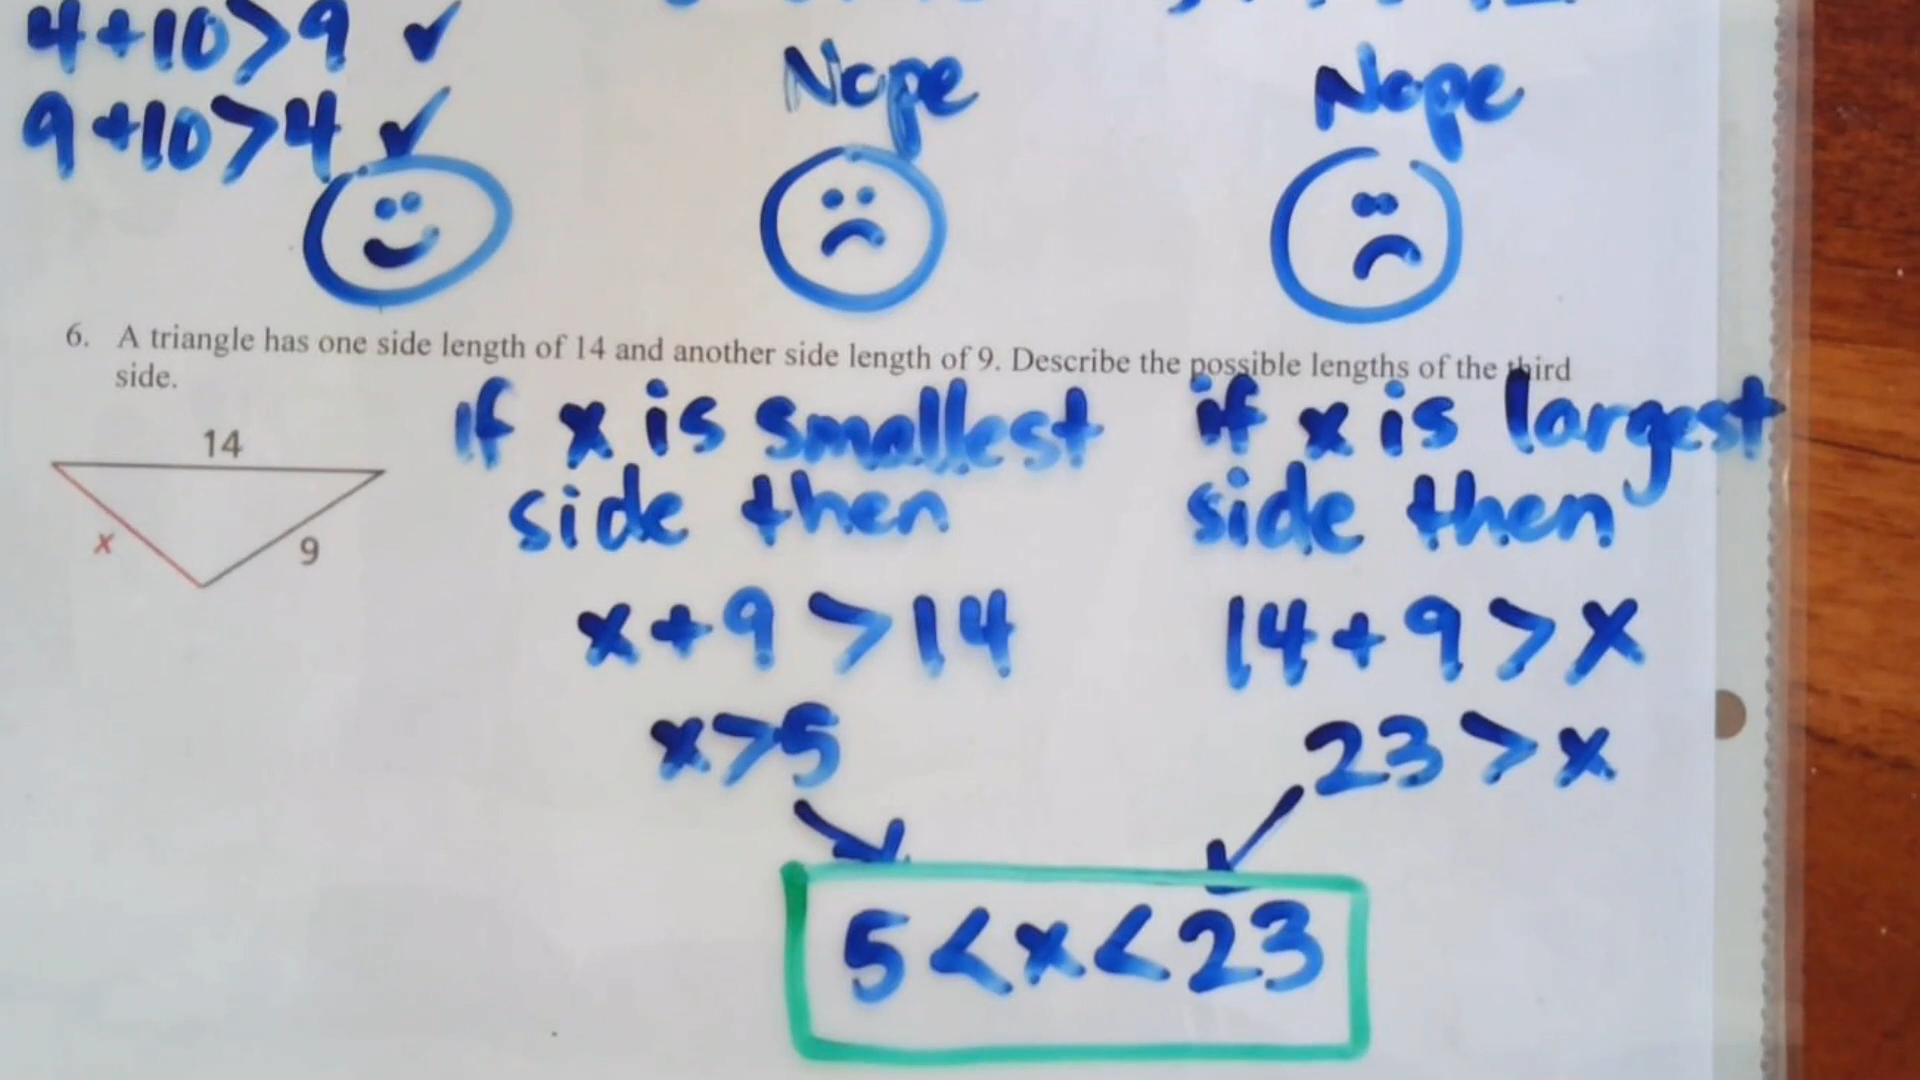 4+10>9 ✓
9+10>4 ✓
Nope
Nope
6. A triangle has one side length of 14 and another side length of 9. Describe the possible lengths of the third
side.
14
x
9
if x is smallest
side then
x+9>14
x>5
if x is largest
side then
14+9>x
23>x
5<x<23